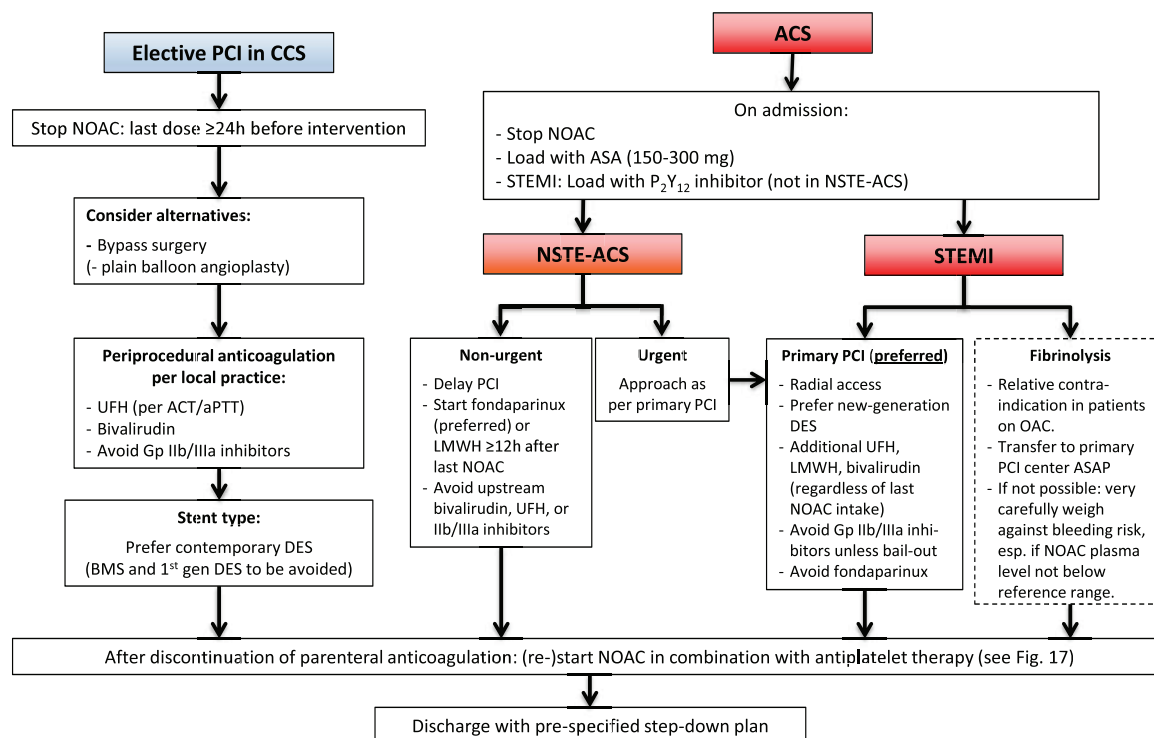 Elective PCI in CCS
Stop NOAC: last dose ≥24h before intervention
Consider alternatives:
- Bypass surgery
(- plain balloon angioplasty)
Periprocedural anticoagulation
per local practice:
- UFH (per ACT/aPTT)
- Bivalirudin
- Avoid Gp IIb/IIIa inhibitors
Stent type:
Prefer contemporary DES
(BMS and 1st gen DES to be avoided)
ACS
On admission:
- Stop NOAC
- Load with ASA (150-300 mg)
- STEMI: Load with P2Y12 inhibitor (not in NSTE-ACS)
NSTE-ACS
Non-urgent
- Delay PCI
- Start fondaparinux
(preferred) or
LMWH ≥12h after
last NOAC
- Avoid upstream
bivalirudin, UFH, or
IIb/IIIa inhibitors
Urgent
Approach as
per primary PCI
STEMI
Primary PCI (preferred)
- Radial access
- Prefer new-generation
DES
- Additional UFH,
LMWH, bivalirudin
(regardless of last
NOAC intake)
- Avoid Gp IIb/IIIa inhi-
bitors unless bail-out
- Avoid fondaparinux
Fibrinolysis
- Relative contra-
indication in patients
on OAC.
- Transfer to primary
PCI center ASAP
- If not possible: very
carefully weigh
against bleeding risk,
esp. if NOAC plasma
level not below
reference range.
After discontinuation of parenteral anticoagulation: (re-)start NOAC in combination with antiplatelet therapy (see Fig. 17)
Discharge with pre-specified step-down plan